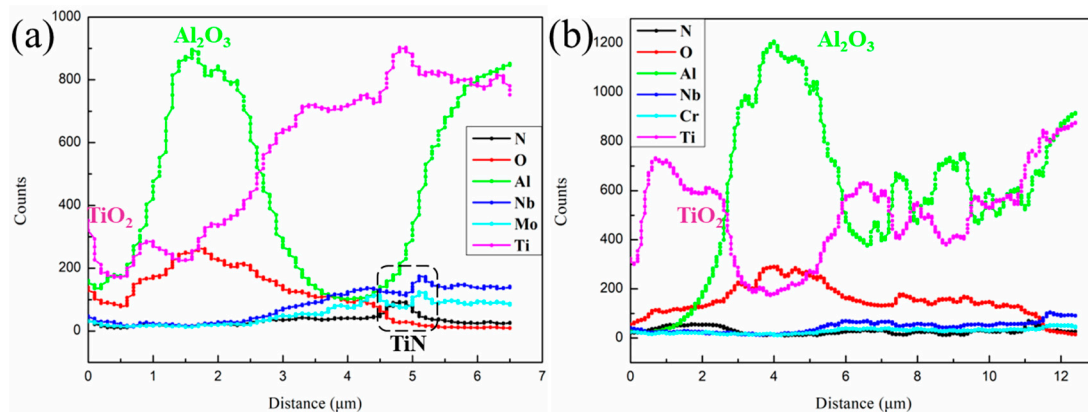 (a)
1000
800
600
400
200
0
Counts
Al₂O₃
TiO₂
TiN
N
O
Al
Nb
Mo
Ti
0 1 2 3 4 5 6 7
Distance (μm)
(b)
1200
1000
800
600
400
200
0
Counts
Al₂O₃
TiO₂
N
O
Al
Nb
Cr
Ti
0 2 4 6 8 10 12
Distance (μm)